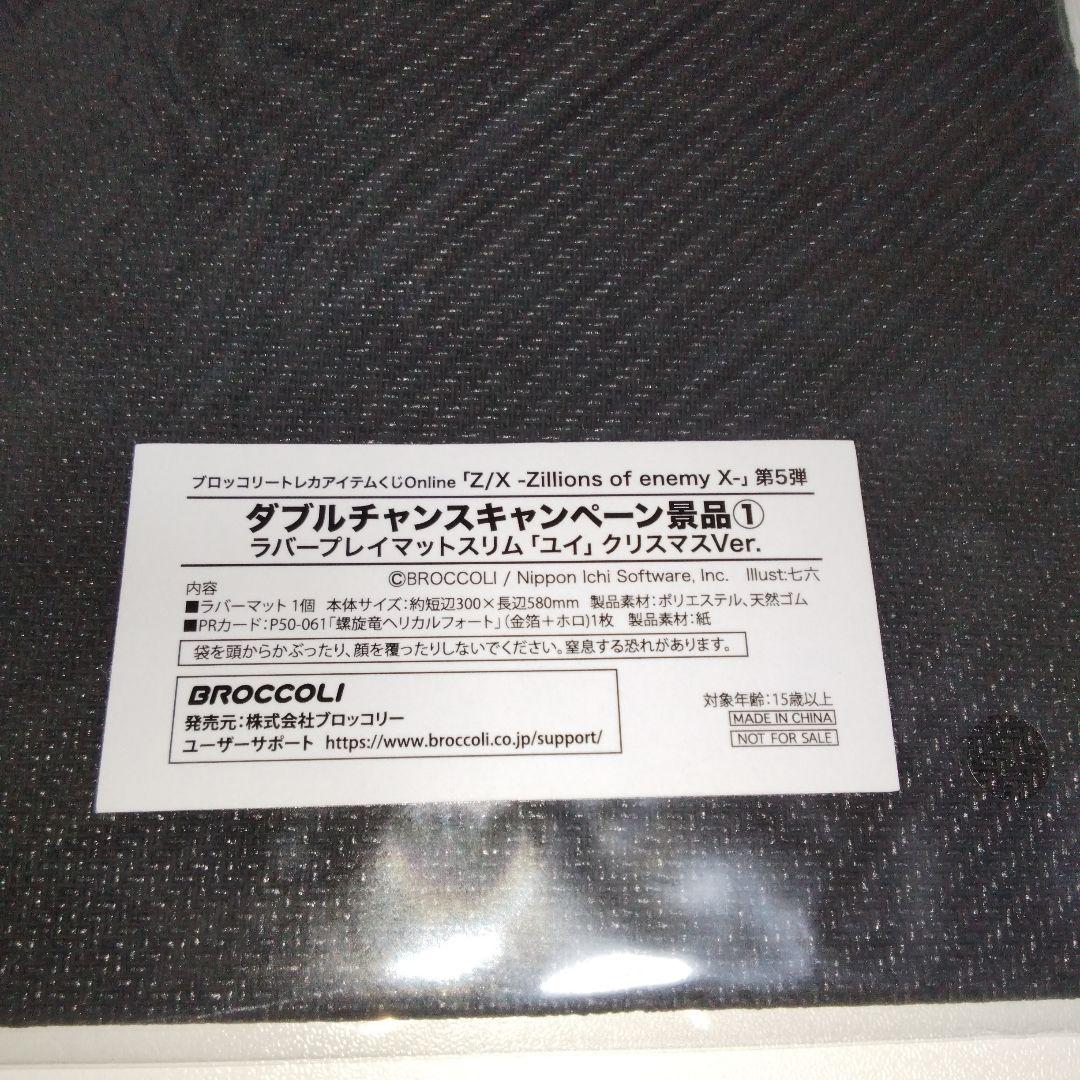 ブロッコリートレカアイテムくじOnline「Z/X -Zillions of enemy X-」第5弾
ダブルチャンスキャンペーン景品①
ラバープレイマットスリム「ユイ」クリスマスVer.
©BROCCOLI / Nippon Ichi Software, Inc. Illust:七六
内容
■ラバーマット 1個 本体サイズ:約短辺300×長辺580mm 製品素材:ポリエステル、天然ゴム
■PRカード:P50-061「螺旋竜ヘリカルフォート」(金箔+ホロ)1枚 製品素材:紙
袋を頭からかぶったり、顔を覆ったりしないでください。窒息する恐れがあります。
BROCCOLI
発売元:株式会社ブロッコリー
ユーザーサポート https://www.broccoli.co.jp/support/
対象年齢:15歳以上
MADE IN CHINA
NOT FOR SALE